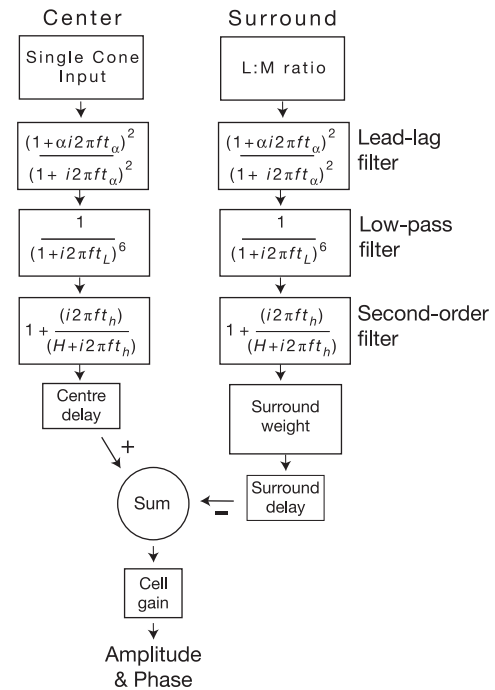 Center
Surround
Single Cone
Input
L:M ratio
(1+αi2πft_α)^2
(1+ i2πft_α)^2
(1+αi2πft_α)^2
(1+ i2πft_α)^2
Lead-lag
filter
1
(1+i2πft_L)^6
1
(1+i2πft_L)^6
Low-pass
filter
1+ (i2πft_h)
(H+i2πft_h)
1+ (i2πft_h)
(H+i2πft_h)
Second-order
filter
Centre
delay
Surround
weight
+
Sum
−
Surround
delay
Cell
gain
Amplitude
& Phase